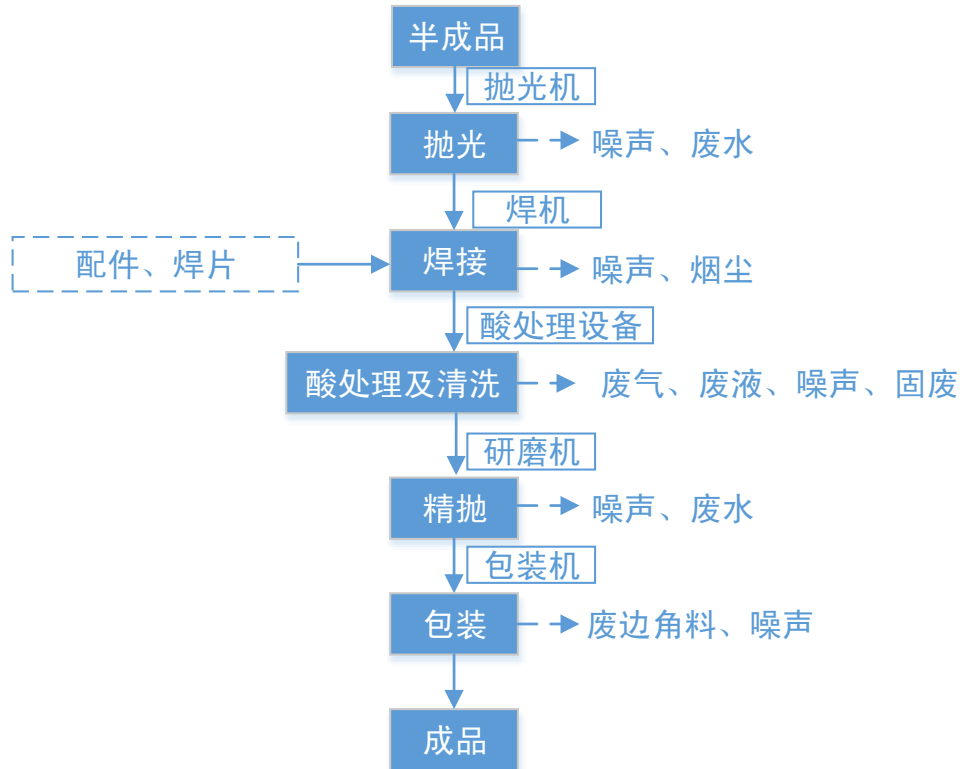 半成品
抛光机
抛光
噪声、废水
焊机
配件、焊片
焊接
噪声、烟尘
酸处理设备
酸处理及清洗
废气、废液、噪声、固废
研磨机
精抛
噪声、废水
包装机
包装
废边角料、噪声
成品